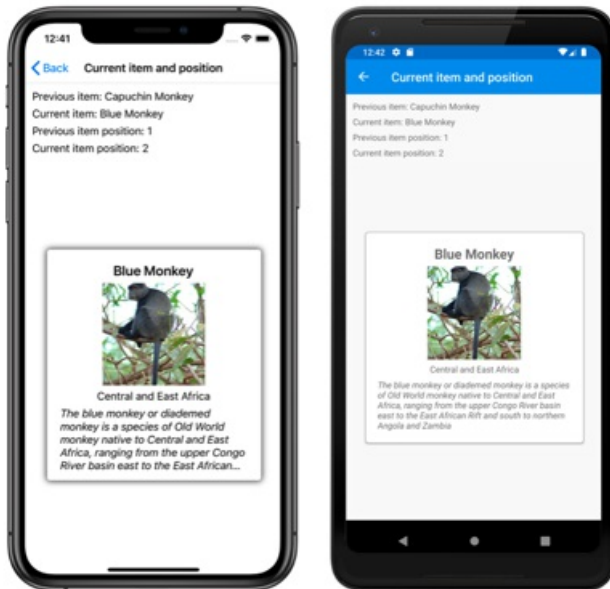 12:41
Back Current item and position
Previous item: Capuchin Monkey
Current item: Blue Monkey
Previous item position: 1
Current item position: 2
Blue Monkey
Central and East Africa
The blue monkey or diademed
monkey is a species of Old World
monkey native to Central and East
Africa, ranging from the upper Congo
River basin east to the East African...
12:42
Current item and position
Previous item: Capuchin Monkey
Current item: Blue Monkey
Previous item position: 1
Current item position: 2
Blue Monkey
Central and East Africa
The blue monkey or diademed monkey is a species
of Old World monkey native to Central and East
Africa, ranging from the upper Congo River basin
east to the East African Rift and south to northern
Angola and Zambia